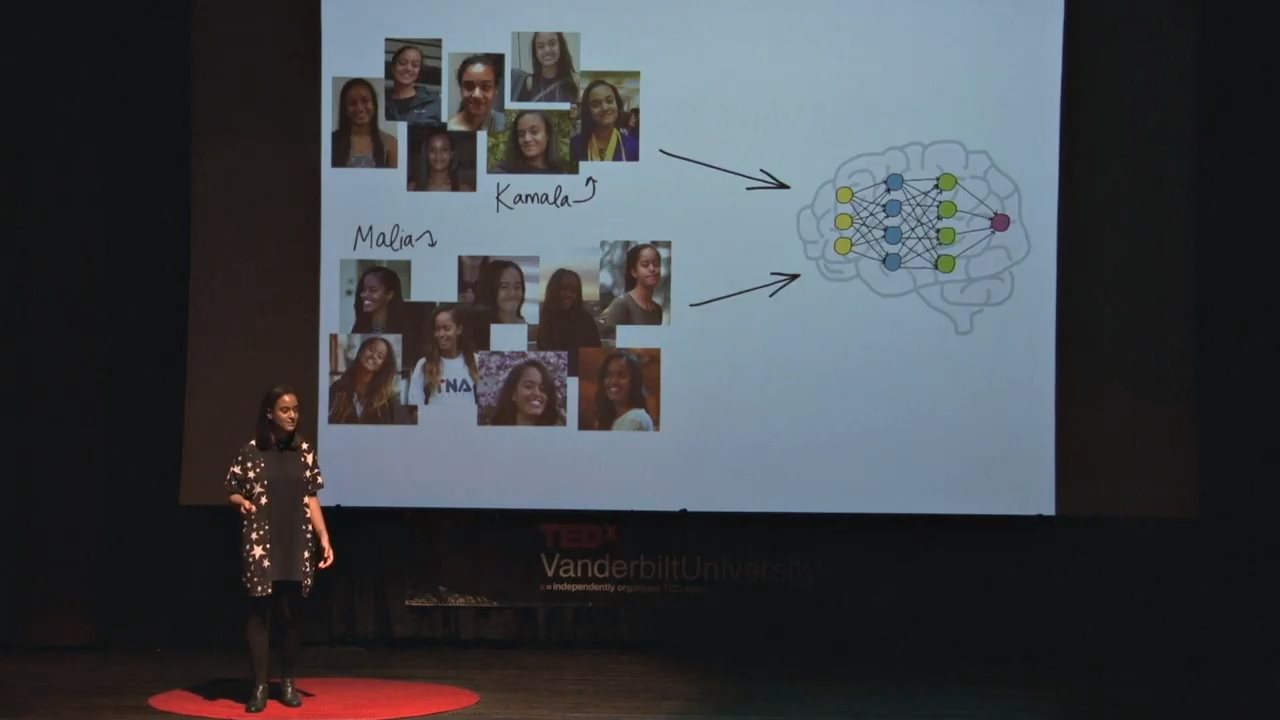 Kamala
Malia
TNA
TEDx
VanderbiltUniversity
x = independently organized TED event